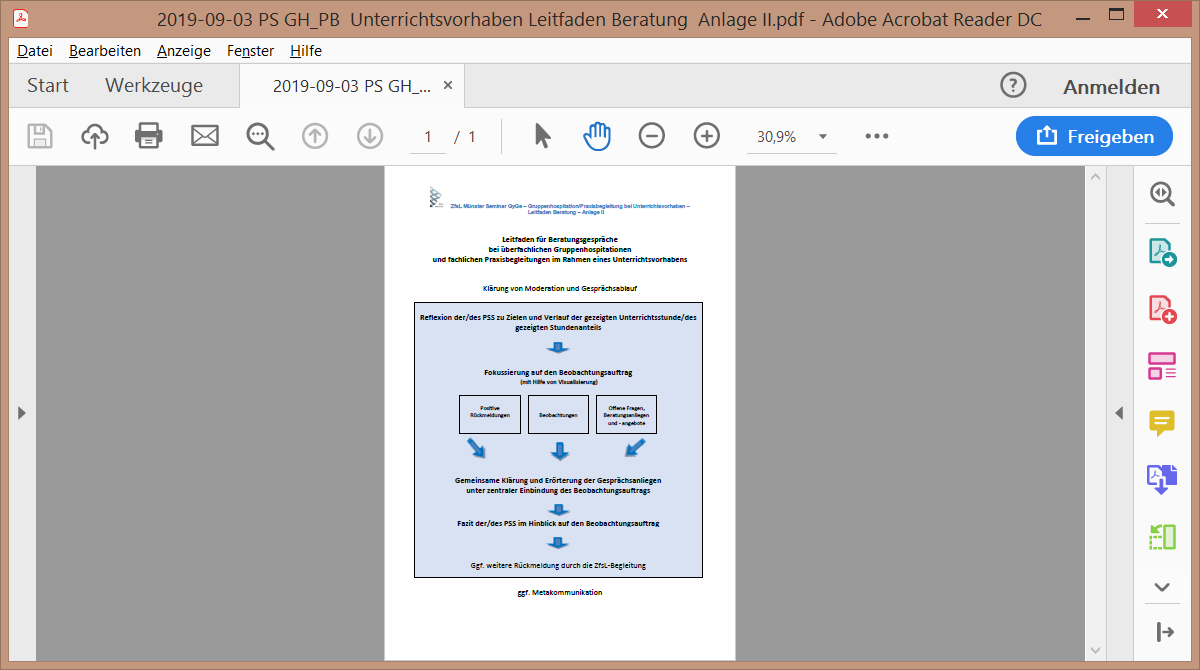 2019-09-03 PS GH_PB Unterrichtsvorhaben Leitfaden Beratung Anlage II.pdf - Adobe Acrobat Reader DC
Datei Bearbeiten Anzeige Fenster Hilfe
Start Werkzeuge 2019-09-03 PS GH_... × ? Anmelden
1 / 1 30,9% Freigeben
ZfsL Münster Seminar GyGe – Gruppenhospitation/Praxisbegleitung bei Unterrichtsvorhaben –
Leitfaden Beratung – Anlage II
Leitfaden für Beratungsgespräche
bei überfachlichen Gruppenhospitationen
und fachlichen Praxisbegleitungen im Rahmen eines Unterrichtsvorhabens
Klärung von Moderation und Gesprächsablauf
Reflexion der/des PSS zu Zielen und Verlauf der gezeigten Unterrichtsstunde/des
gezeigten Stundenanteils
Fokussierung auf den Beobachtungsauftrag
(mit Hilfe von Visualisierung)
Positive
Rückmeldungen
Beobachtungen
Offene Fragen,
Beratungsanliegen
und - angebote
Gemeinsame Klärung und Erörterung der Gesprächsanliegen
unter zentraler Einbindung des Beobachtungsauftrags
Fazit der/des PSS im Hinblick auf den Beobachtungsauftrag
Ggf. weitere Rückmeldung durch die ZfsL-Begleitung
ggf. Metakommunikation